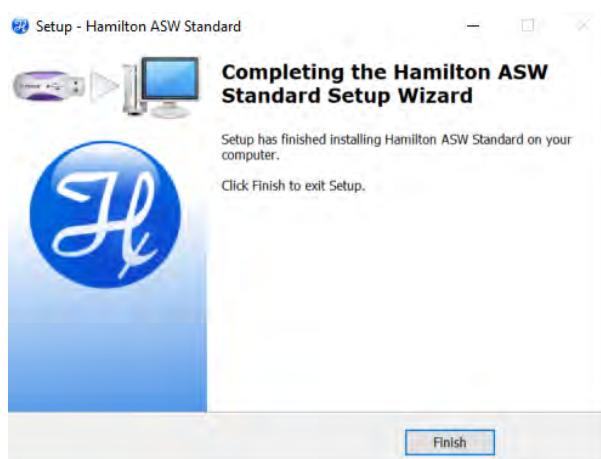 Setup - Hamilton ASW Standard
Completing the Hamilton ASW
Standard Setup Wizard
Setup has finished installing Hamilton ASW Standard on your
computer.
Click Finish to exit Setup.
Finish